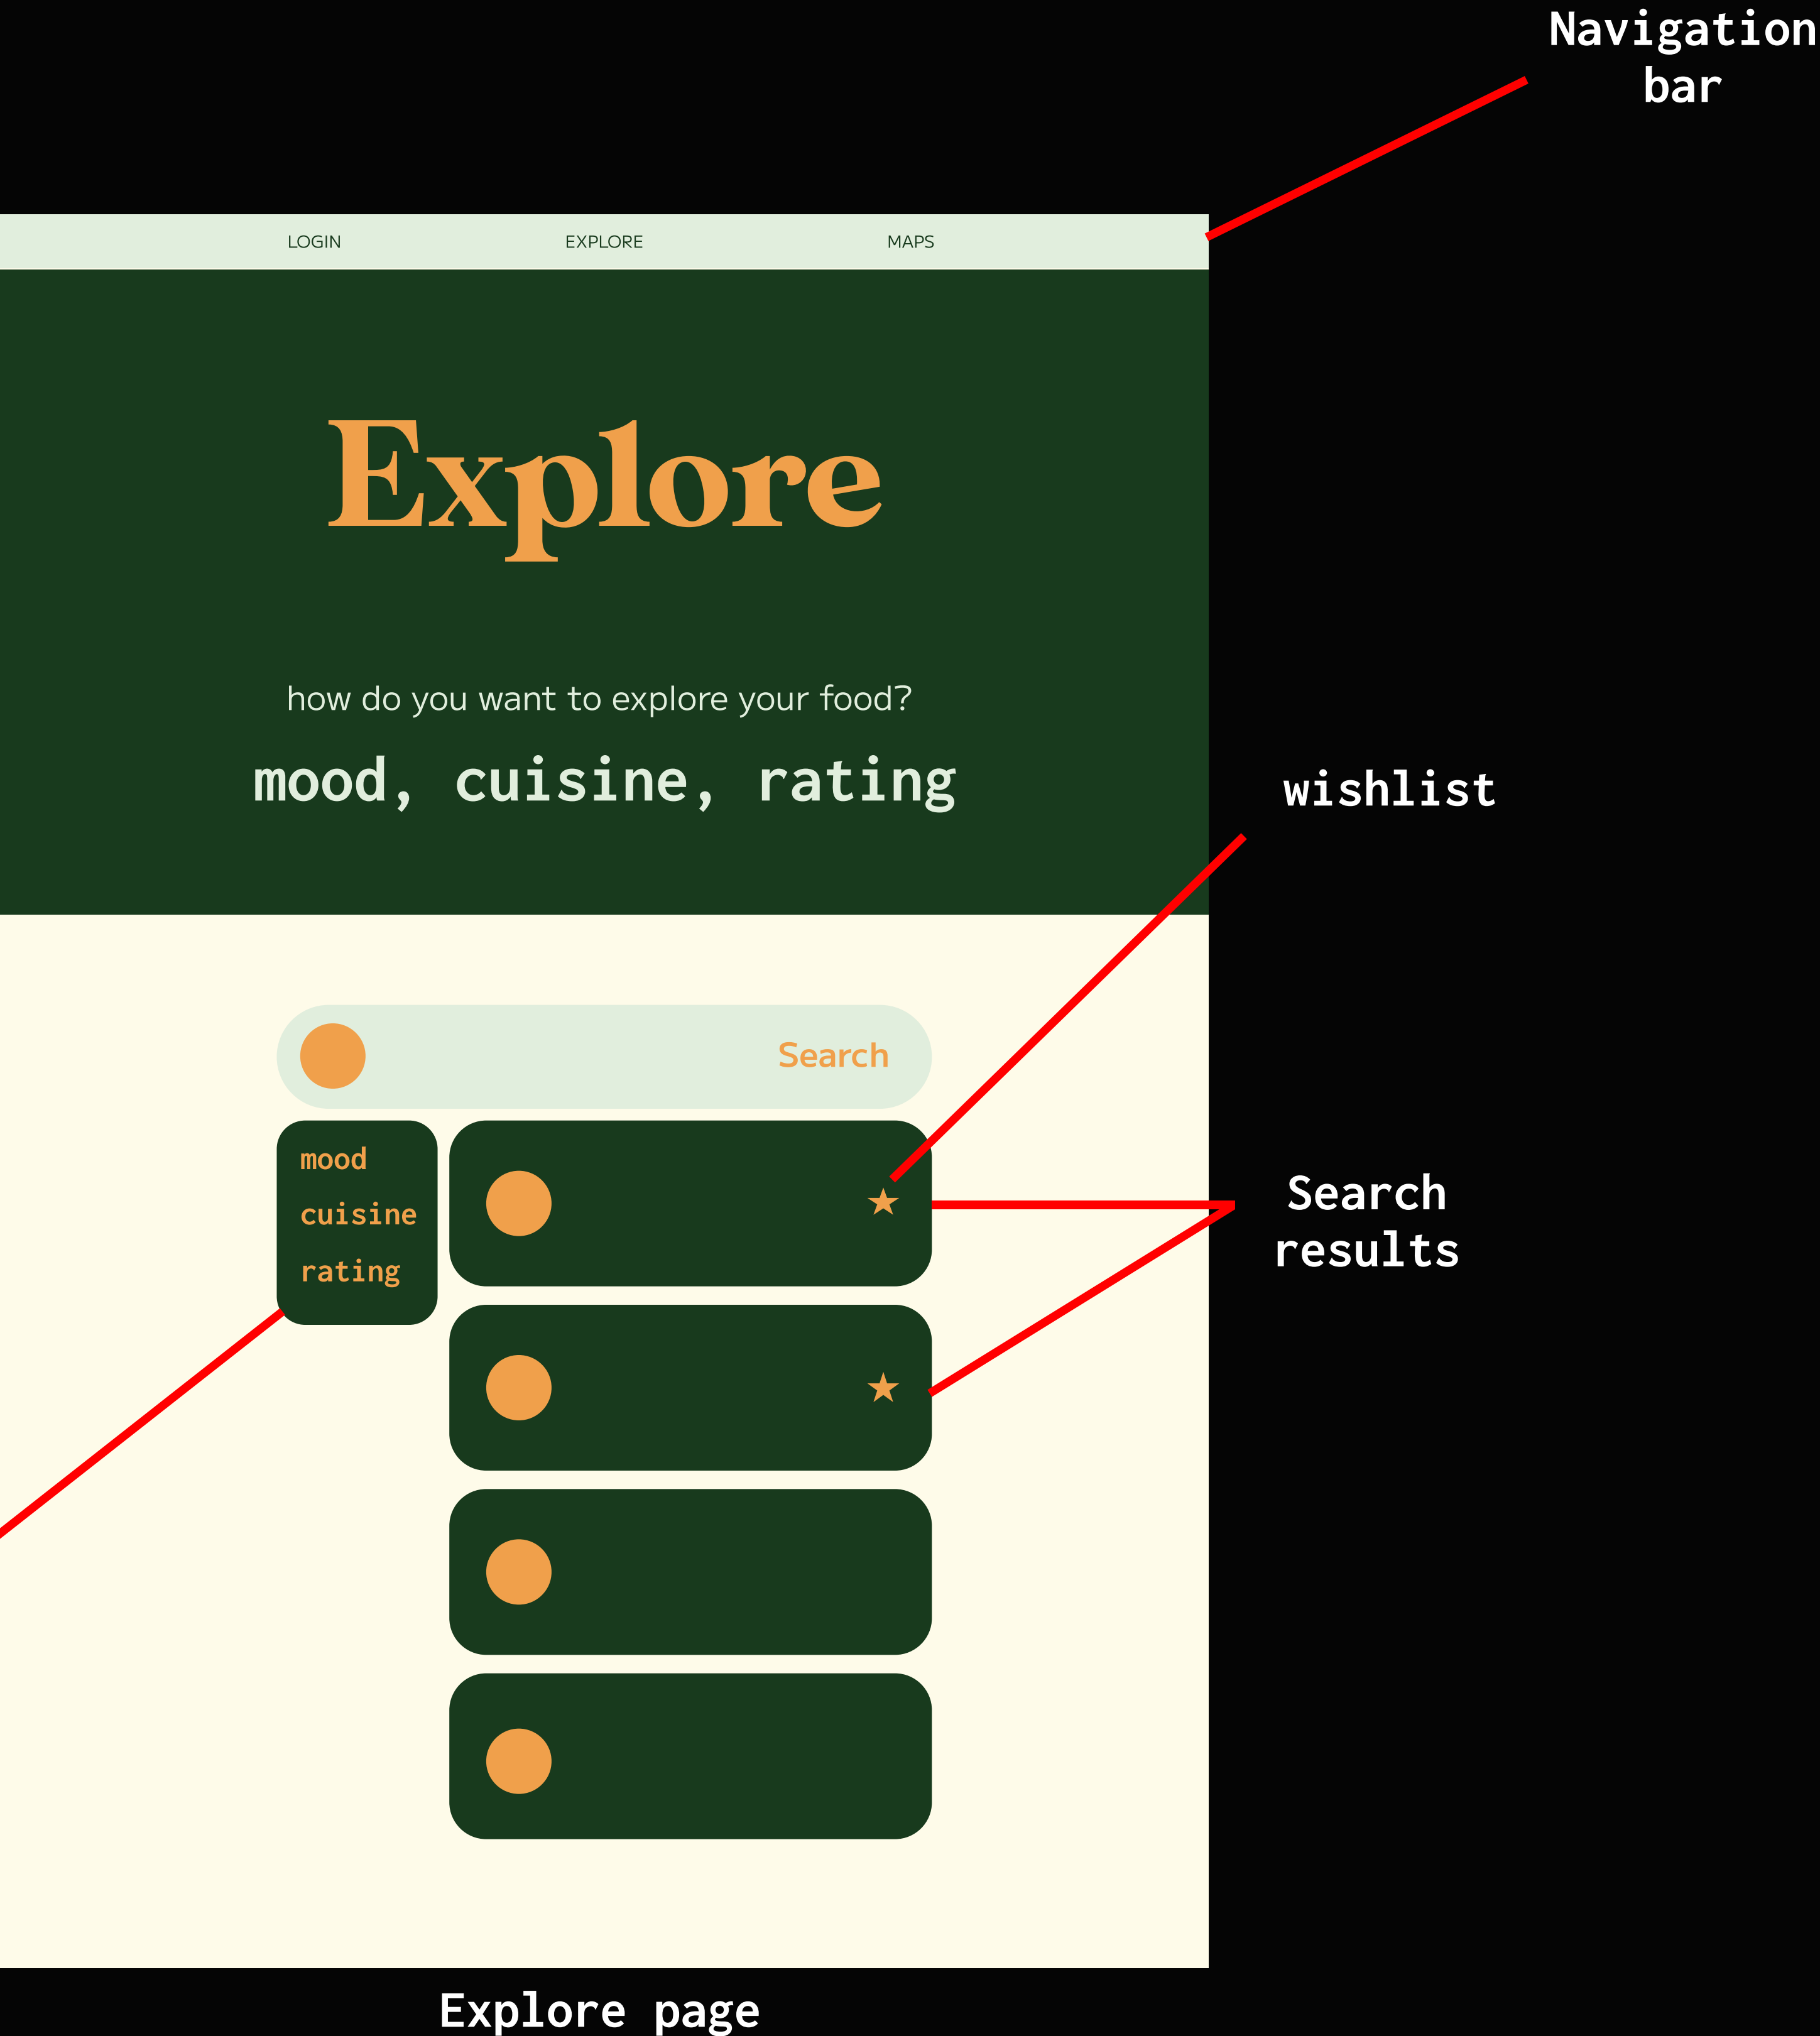 Navigation
bar
LOGIN EXPLORE MAPS
Explore
how do you want to explore your food?
mood, cuisine, rating
wishlist
Search
mood
cuisine
rating
Search
results
Explore page